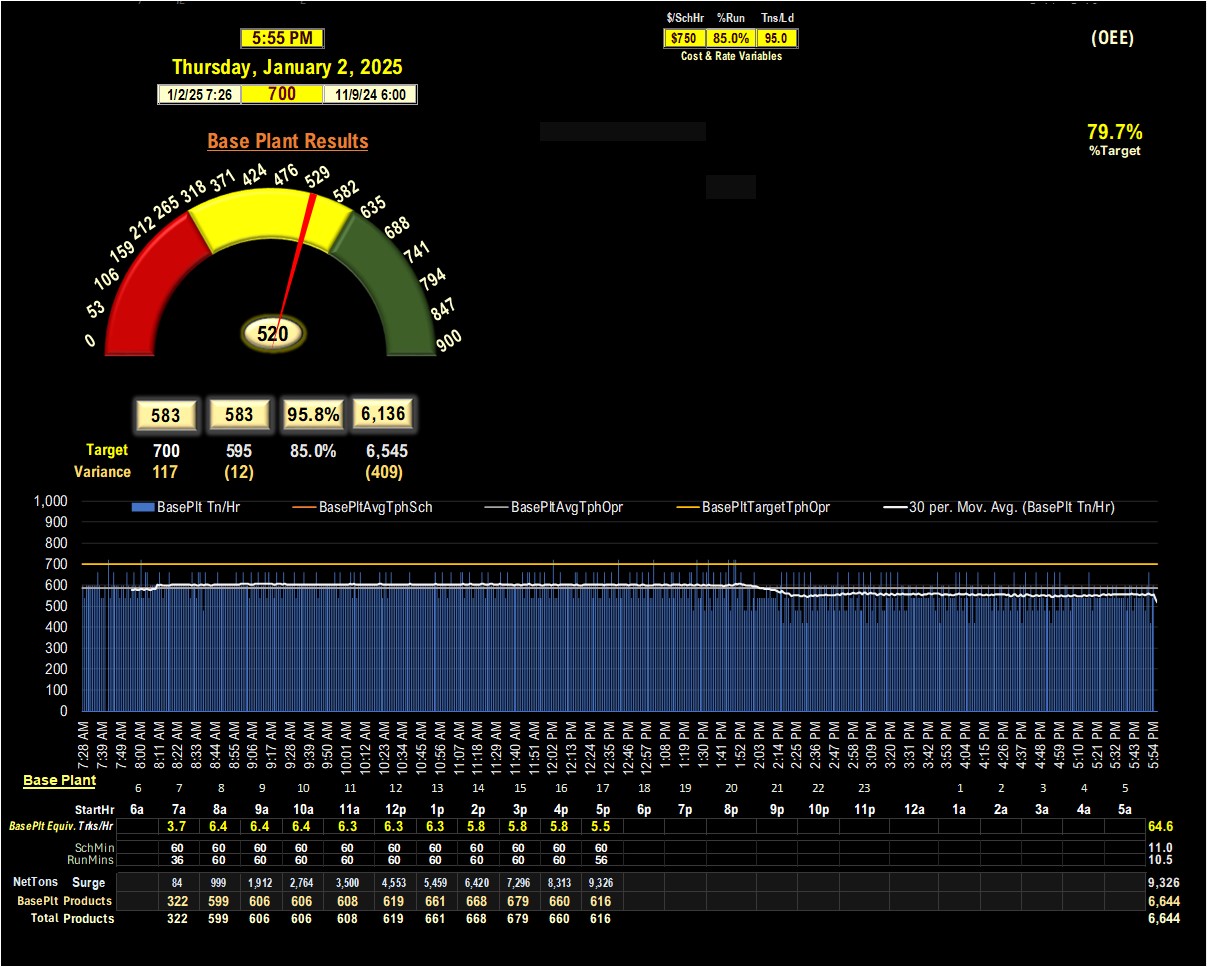 $/SchHr %Run Tns/Ld
5:55 PM
$750 85.0% 95.0
(OEE)
Cost & Rate Variables
Thursday, January 2, 2025
1/2/25 7:26 700 11/9/24 6:00
79.7%
%Target
Base Plant Results
0 53 106 159 212 265 318 371 424 476 529 582 635 688 741 794 847 900
520
583 583 95.8% 6,136
Target 700 595 85.0% 6,545
Variance 117 (12) (409)
BasePlt Tn/Hr BasePltAvgTphSch BasePltAvgTphOpr BasePltTargetTphOpr 30 per. Mov. Avg. (BasePlt Tn/Hr)
1,000
900
800
700
600
500
400
300
200
100
0
7:28 AM 7:39 AM 7:49 AM 8:00 AM 8:11 AM 8:22 AM 8:33 AM 8:55 AM 9:06 AM 9:17 AM 9:28 AM 9:39 AM 9:50 AM 10:01 AM 10:12 AM 10:23 AM 10:34 AM 10:45 AM 10:56 AM 11:07 AM 11:18 AM 11:29 AM 11:40 AM 11:51 AM 12:02 PM 12:13 PM 12:24 PM 12:35 PM 12:46 PM 12:57 PM 1:08 PM 1:19 PM 1:30 PM 1:41 PM 1:52 PM 2:03 PM 2:14 PM 2:25 PM 2:36 PM 2:47 PM 2:58 PM 3:09 PM 3:20 PM 3:31 PM 3:42 PM 3:53 PM 4:04 PM 4:15 PM 4:26 PM 4:37 PM 4:48 PM 4:59 PM 5:10 PM 5:21 PM 5:32 PM 5:43 PM 5:54 PM
Base Plant
6 7 8 9 10 11 12 13 14 15 16 17 18 19 20 21 22 23 1 2 3 4 5
StartHr 6a 7a 8a 9a 10a 11a 12p 1p 2p 3p 4p 5p 6p 7p 8p 9p 10p 11p 12a 1a 2a 3a 4a 5a
BasePlt Equiv. Trks/Hr 3.7 6.4 6.4 6.4 6.3 6.3 6.3 5.8 5.8 5.8 5.5 64.6
SchMin 60 60 60 60 60 60 60 60 60 60 60 11.0
RunMins 36 60 60 60 60 60 60 60 60 60 56 10.5
NetTons Surge 84 999 1,912 2,764 3,500 4,553 5,459 6,420 7,296 8,313 9,326 9,326
BasePlt Products 322 599 606 606 608 619 661 668 679 660 616 6,644
Total Products 322 599 606 606 608 619 661 668 679 660 616 6,644